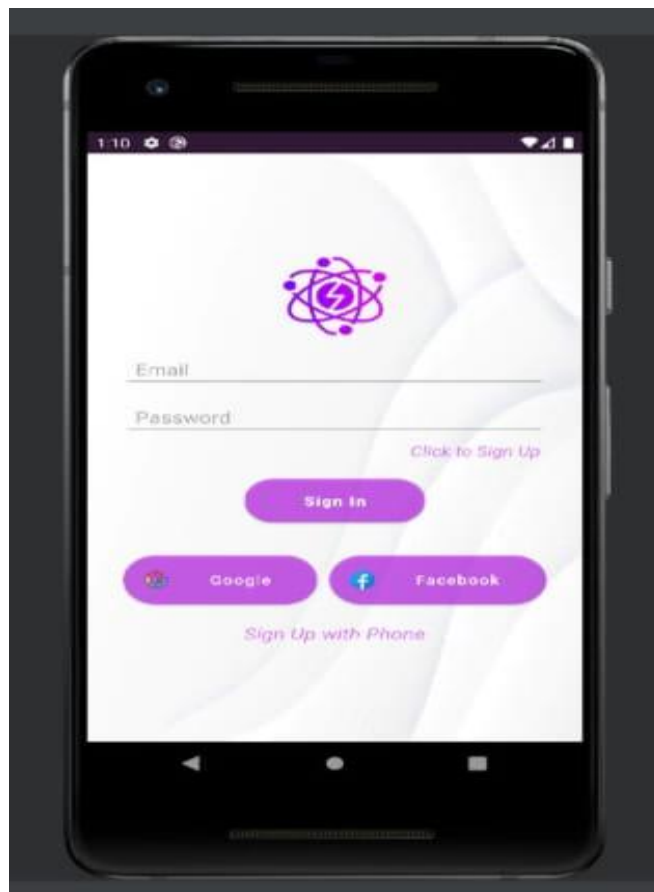 1:10
Email
Password
Click to Sign Up
Sign In
Google
Facebook
Sign Up with Phone